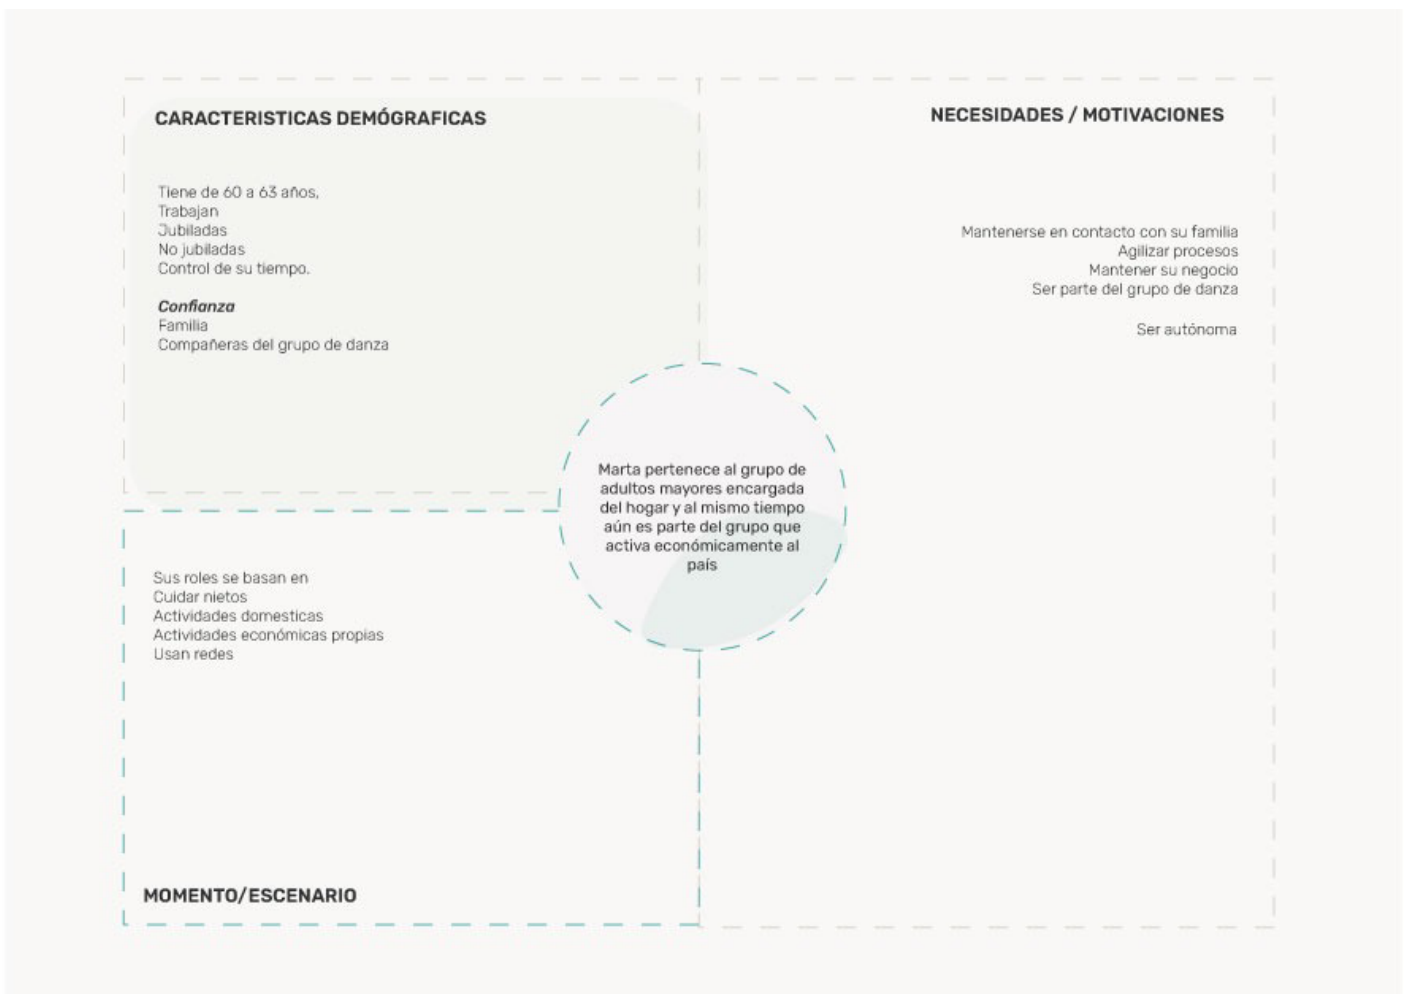 CARACTERISTICAS DEMÓGRAFICAS
Tiene de 60 a 63 años,
Trabajan
Jubiladas
No jubiladas
Control de su tiempo.
Confianza
Familia
Compañeras del grupo de danza
NECESIDADES / MOTIVACIONES
Mantenerse en contacto con su familia
Agilizar procesos
Mantener su negocio
Ser parte del grupo de danza
Ser autónoma
Marta pertenece al grupo de
adultos mayores encargada
del hogar y al mismo tiempo
aún es parte del grupo que
activa económicamente al
país
Sus roles se basan en
Cuidar nietos
Actividades domesticas
Actividades económicas propias
Usan redes
MOMENTO/ESCENARIO